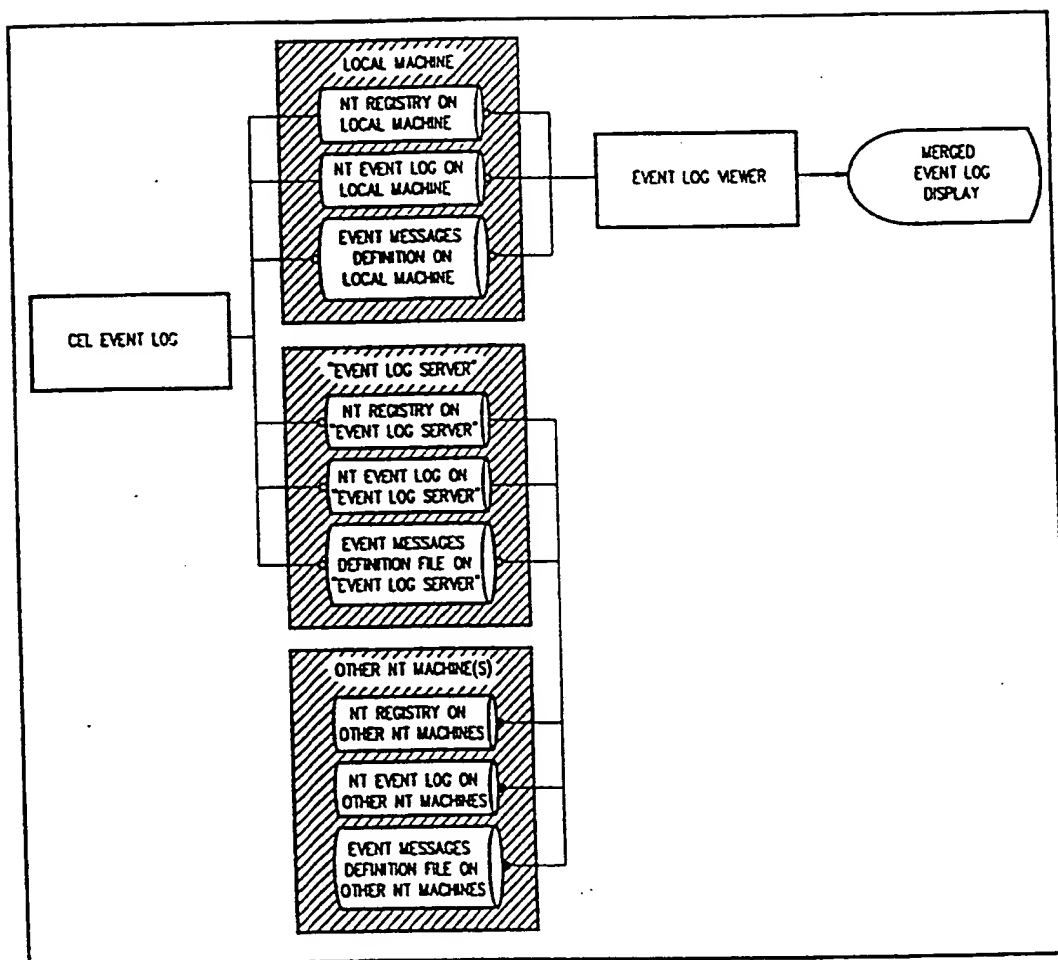 LOCAL MACHINE
NT REGISTRY ON
LOCAL MACHINE
NT EVENT LOG ON
LOCAL MACHINE
EVENT MESSAGES
DEFINITION ON
LOCAL MACHINE
EVENT LOG VIEWER
MERGED
EVENT LOG
DISPLAY
CEL EVENT LOG
"EVENT LOG SERVER"
NT REGISTRY ON
"EVENT LOG SERVER"
NT EVENT LOG ON
"EVENT LOG SERVER"
EVENT MESSAGES
DEFINITION FILE ON
"EVENT LOG SERVER"
OTHER NT MACHINE(S)
NT REGISTRY ON
OTHER NT MACHINES
NT EVENT LOG ON
OTHER NT MACHINES
EVENT MESSAGES
DEFINITION FILE ON
OTHER NT MACHINES